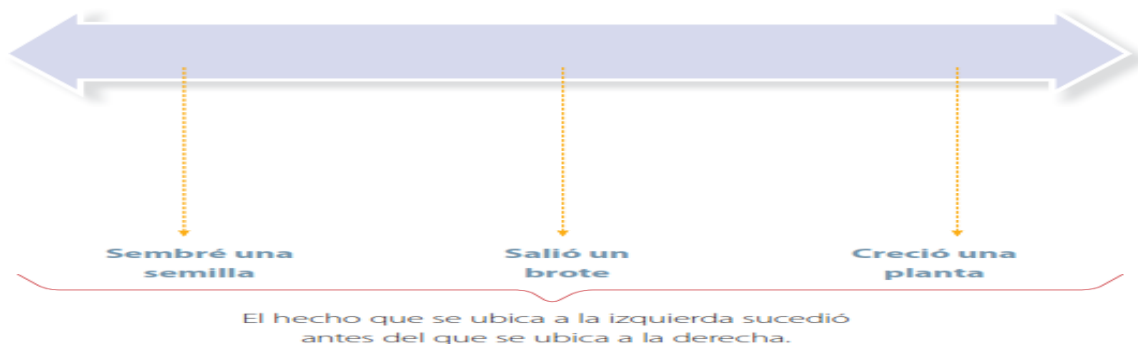 Sembré una
semilla
Salió un
brote
Creció una
planta
El hecho que se ubica a la izquierda sucedió
antes del que se ubica a la derecha.